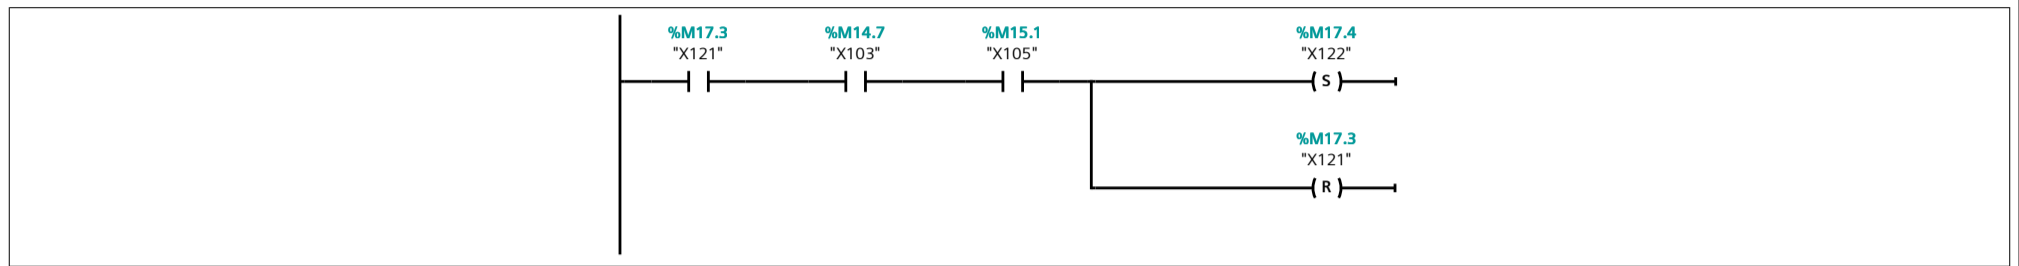 %M17.3 %M14.7 %M15.1 %M17.4
"X121" "X103" "X105" "X122"
S
%M17.3
"X121"
R